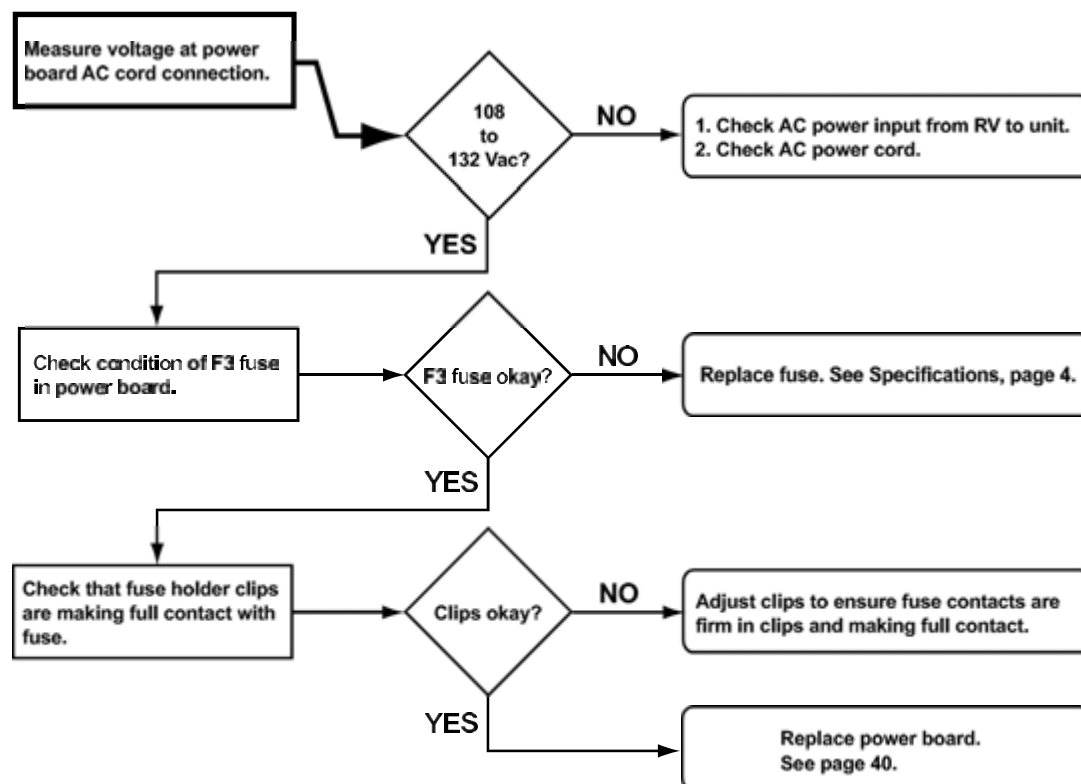 Measure voltage at power
board AC cord connection.
108
to
132 Vac?
NO
1. Check AC power input from RV to unit.
2. Check AC power cord.
YES
Check condition of F3 fuse
in power board.
F3 fuse okay?
NO
Replace fuse. See Specifications, page 4.
YES
Check that fuse holder clips
are making full contact with
fuse.
Clips okay?
NO
Adjust clips to ensure fuse contacts are
firm in clips and making full contact.
YES
Replace power board.
See page 40.